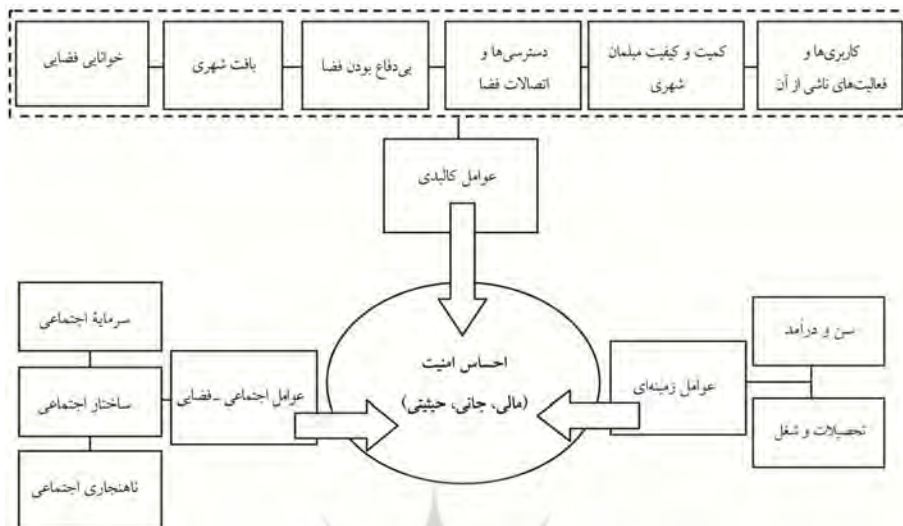 کاربری‌ها و
فعالیت‌های ناشی از آن
کمیت و کیفیت مبلمان
شهری
دسترسی‌ها و
اتصالات فضا
بی‌دفاع بودن فضا
بافت شهری
خوانایی فضایی
عوامل کالبدی
احساس امنیت
(مالی، جانی، حیثیتی)
عوامل زمینه‌ای
سن و درآمد
تحصیلات و شغل
عوامل اجتماعی -فضایی
سرمایهٔ اجتماعی
ساختار اجتماعی
ناهنجاری اجتماعی